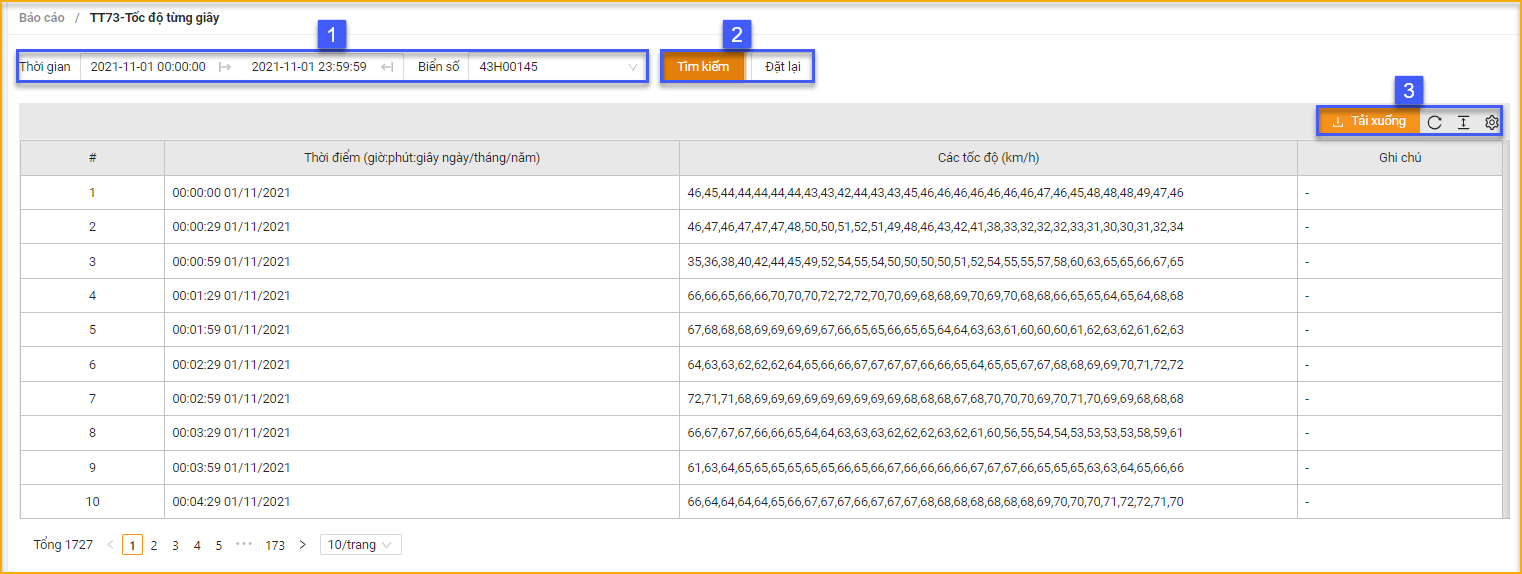 Báo cáo / TT73-Tốc độ từng giây
1 2
Thời gian 2021-11-01 00:00:00 2021-11-01 23:59:59 Biển số 43H00145 Tìm kiếm Đặt lại
3
Tải xuống
# Thời điểm (giờ:phút:giây ngày/tháng/năm) Các tốc độ (km/h) Ghi chú
1 00:00:00 01/11/2021 46,45,44,44,44,44,44,43,43,42,44,43,43,45,46,46,46,46,46,46,46,47,46,45,48,48,48,49,47,46 -
2 00:00:29 01/11/2021 46,47,46,47,47,47,48,50,50,51,52,51,49,48,46,43,42,41,38,33,32,32,32,33,31,30,30,31,32,34 -
3 00:00:59 01/11/2021 35,36,38,40,42,44,45,49,52,54,55,54,50,50,50,50,51,52,54,55,55,57,58,60,63,65,65,66,67,65 -
4 00:01:29 01/11/2021 66,66,65,66,66,70,70,70,72,72,72,70,70,69,68,68,69,70,69,70,68,68,66,65,65,64,65,64,68,68 -
5 00:01:59 01/11/2021 67,68,68,68,69,69,69,69,67,66,65,65,66,65,65,64,64,63,63,61,60,60,60,61,62,63,62,61,62,63 -
6 00:02:29 01/11/2021 64,63,63,62,62,62,64,65,66,66,67,67,67,67,66,66,65,64,65,65,67,67,68,68,69,69,70,71,72,72 -
7 00:02:59 01/11/2021 72,71,71,68,69,69,69,69,69,69,69,69,69,68,68,68,67,68,70,70,70,69,70,71,70,69,69,68,68,68 -
8 00:03:29 01/11/2021 66,67,67,67,66,66,65,64,64,63,63,63,62,62,62,63,62,61,60,56,55,54,54,53,53,53,53,58,59,61 -
9 00:03:59 01/11/2021 61,63,64,65,65,65,65,65,65,66,65,66,67,66,66,66,66,67,67,67,66,65,65,65,63,63,64,65,66,66 -
10 00:04:29 01/11/2021 66,64,64,64,64,65,66,67,67,67,66,67,67,67,68,68,68,68,68,68,68,69,70,70,70,71,72,72,71,70 -
Tổng 1727 < 1 2 3 4 5 ••• 173 > 10/trang